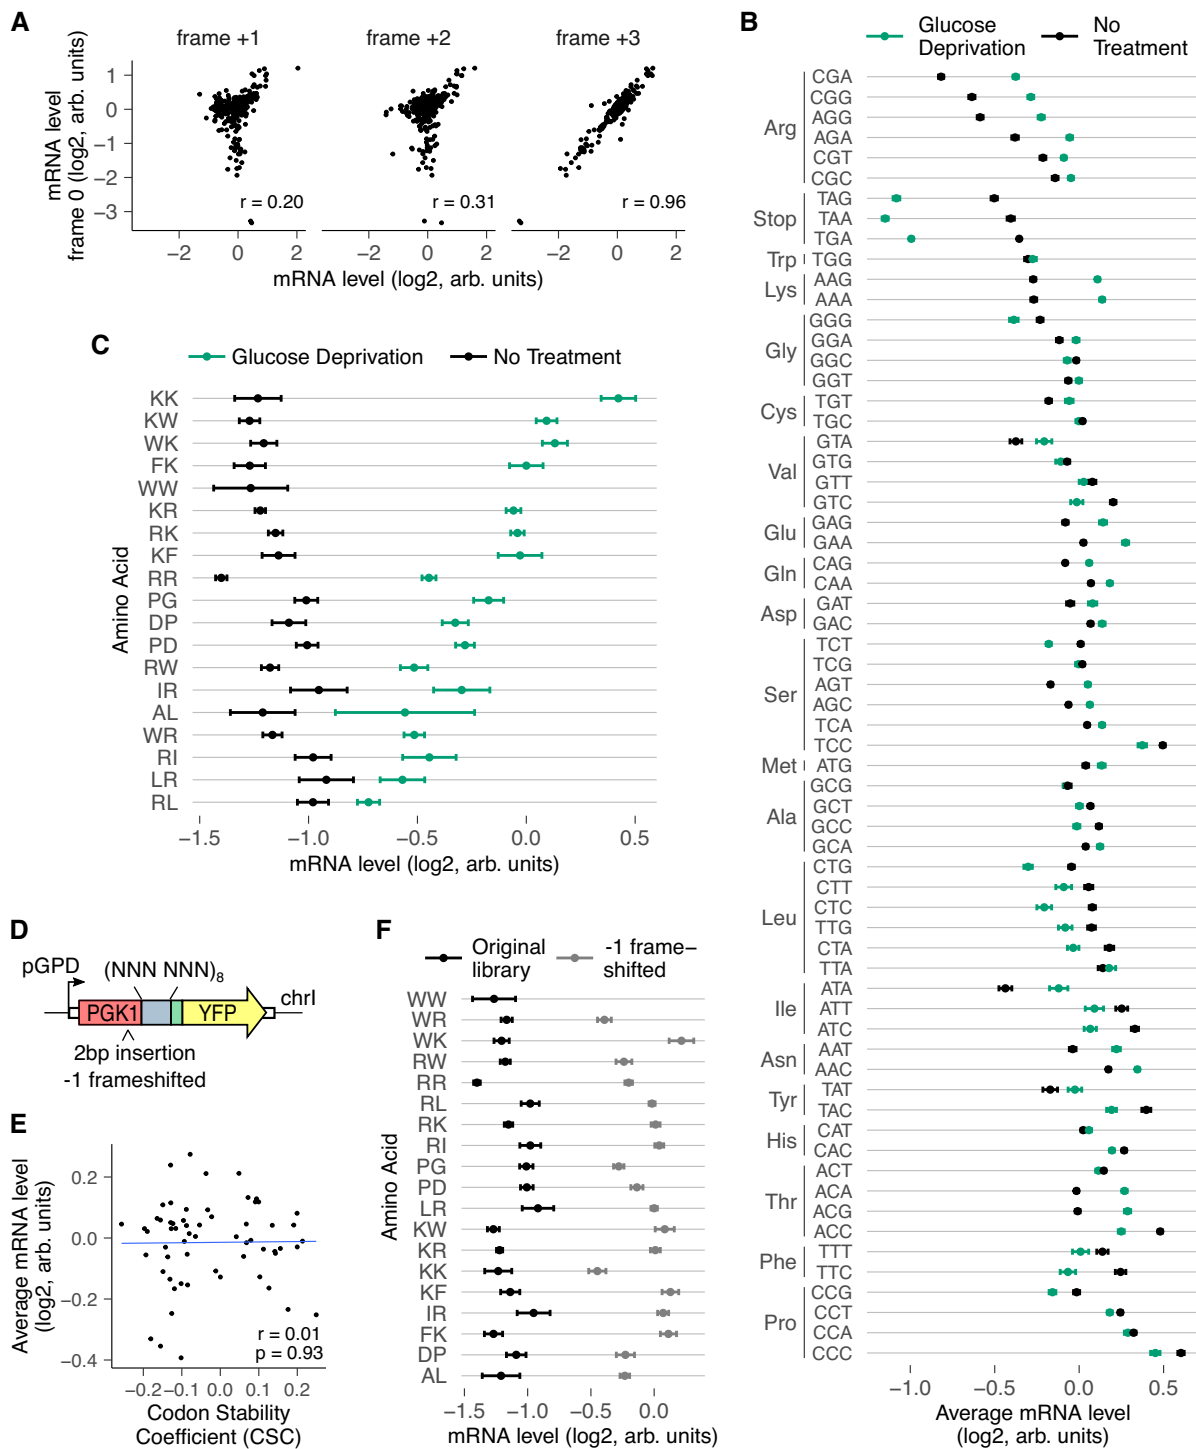 A
frame +1
frame +2
frame +3
mRNA level
frame 0 (log2, arb. units)
1
0
−1
−2
−3
r = 0.20
r = 0.31
r = 0.96
−2
0
2
−2
0
2
−2
0
2
mRNA level (log2, arb. units)
B
Glucose
Deprivation
No
Treatment
Arg
CGA
CGG
AGG
AGA
CGT
CGC
Stop
TAG
TAA
TGA
Trp
TGG
Lys
AAG
AAA
Gly
GGG
GGA
GGC
GGT
Cys
TGT
TGC
Val
GTA
GTG
GTT
GTC
Glu
GAG
GAA
Gln
CAG
CAA
Asp
GAT
GAC
Ser
TCT
TCG
AGT
AGC
TCA
TCC
Met
ATG
Ala
GCG
GCT
GCC
GCA
Leu
CTG
CTT
CTC
TTG
CTA
TTA
Ile
ATA
ATT
ATC
Asn
AAT
AAC
Tyr
TAT
TAC
His
CAT
CAC
Thr
ACT
ACA
ACG
ACC
Phe
TTT
TTC
Pro
CCG
CCT
CCA
CCC
−1.0
−0.5
0.0
0.5
Average mRNA level
(log2, arb. units)
C
Glucose Deprivation
No Treatment
Amino Acid
KK
KW
WK
FK
WW
KR
RK
KF
RR
PG
DP
PD
RW
IR
AL
WR
RI
LR
RL
−1.5
−1.0
−0.5
0.0
0.5
mRNA level (log2, arb. units)
D
pGPD
(NNN NNN)8
PGK1
YFP
chrI
2bp insertion
-1 frameshifted
E
Average mRNA level
(log2, arb. units)
0.2
0.0
−0.2
−0.4
r = 0.01
p = 0.93
−0.2
−0.1
0.0
0.1
0.2
Codon Stability
Coefficient (CSC)
F
Original
library
-1 frame−
shifted
Amino Acid
WW
WR
WK
RW
RR
RL
RK
RI
PG
PD
LR
KW
KR
KK
KF
IR
FK
DP
AL
−1.5
−1.0
−0.5
0.0
mRNA level (log2, arb. units)